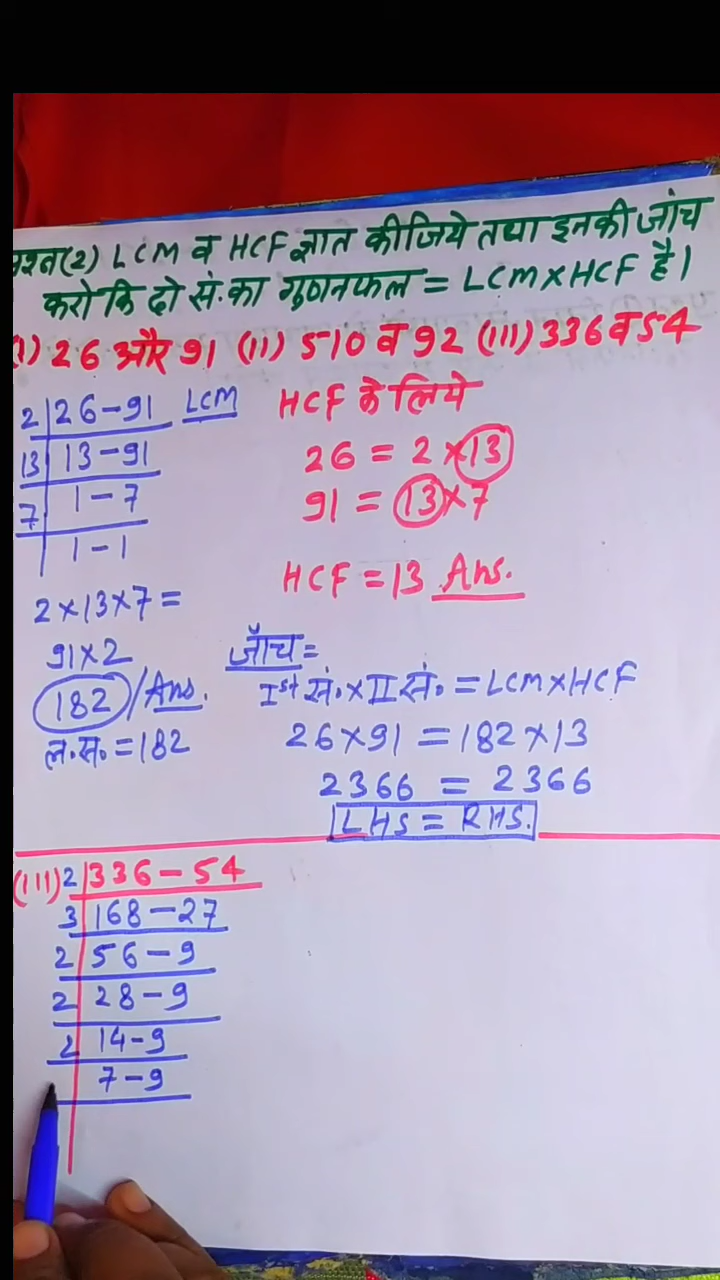 प्रश्न(2) LCM व HCF ज्ञात कीजिये तथा इनकी जांच
करो कि दो सं. का गुणनफल = LCM×HCF है।
(I) 26 और 91 (II) 510 व 92 (III) 336 व 54
2 | 26 - 91 LCM
13 | 13 - 91
7 | 1 - 7
1 - 1
2×13×7 =
91×2
182 / Ans.
ल.स. = 182
HCF के लिये
26 = 2 × 13
91 = 13 × 7
HCF = 13 Ans.
जॉच =
Ist सं. × II सं. = LCM×HCF
26×91 = 182×13
2366 = 2366
LHS = RHS.
(III) 2 | 336 - 54
3 | 168 - 27
2 | 56 - 9
2 | 28 - 9
2 | 14 - 9
7 - 9